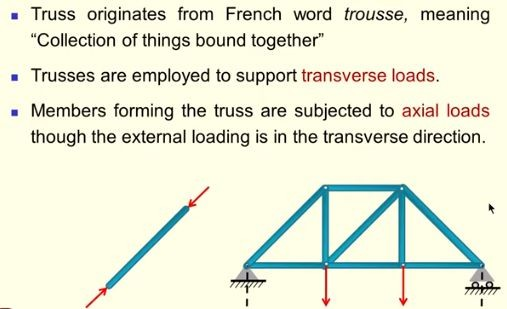 ▪ Truss originates from French word trousse, meaning
“Collection of things bound together”
▪ Trusses are employed to support transverse loads.
▪ Members forming the truss are subjected to axial loads
though the external loading is in the transverse direction.